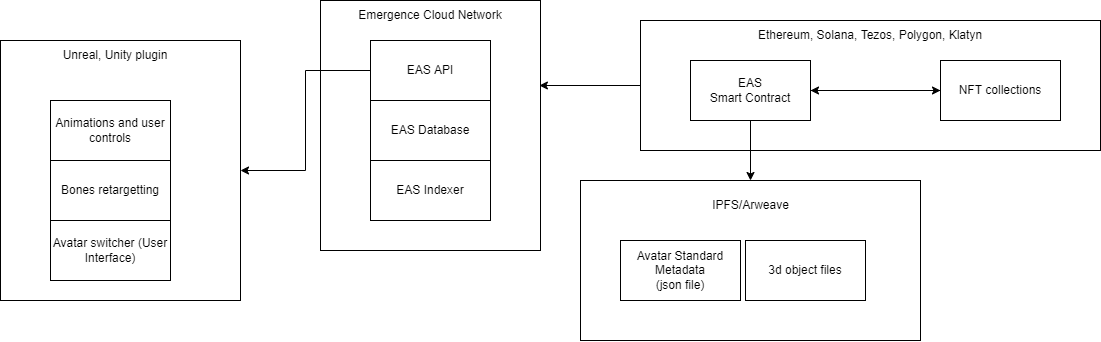 Unreal, Unity plugin
Animations and user
controls
Bones retargetting
Avatar switcher (User
Interface)
Emergence Cloud Network
EAS API
EAS Database
EAS Indexer
Ethereum, Solana, Tezos, Polygon, Klatyn
EAS
Smart Contract
NFT collections
IPFS/Arweave
Avatar Standard
Metadata
(json file)
3d object files